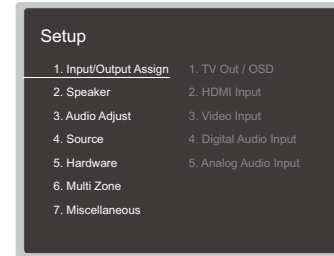 Setup
1. Input/Output Assign
2. Speaker
3. Audio Adjust
4. Source
5. Hardware
6. Multi Zone
7. Miscellaneous
1. TV Out / OSD
2. HDMI Input
3. Video Input
4. Digital Audio Input
5. Analog Audio Input